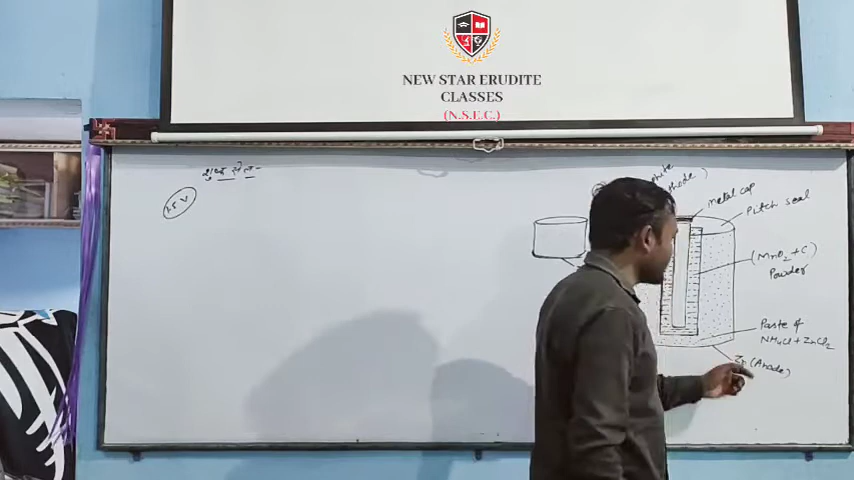 NEW STAR ERUDITE
CLASSES
(N.S.E.C.)
शुष्क सेल -
1.5 V
metal cap
Pitch seal
(MnO₂ + C)
Powder
Paste of
NH₄Cl + ZnCl₂
Zn (Anode)